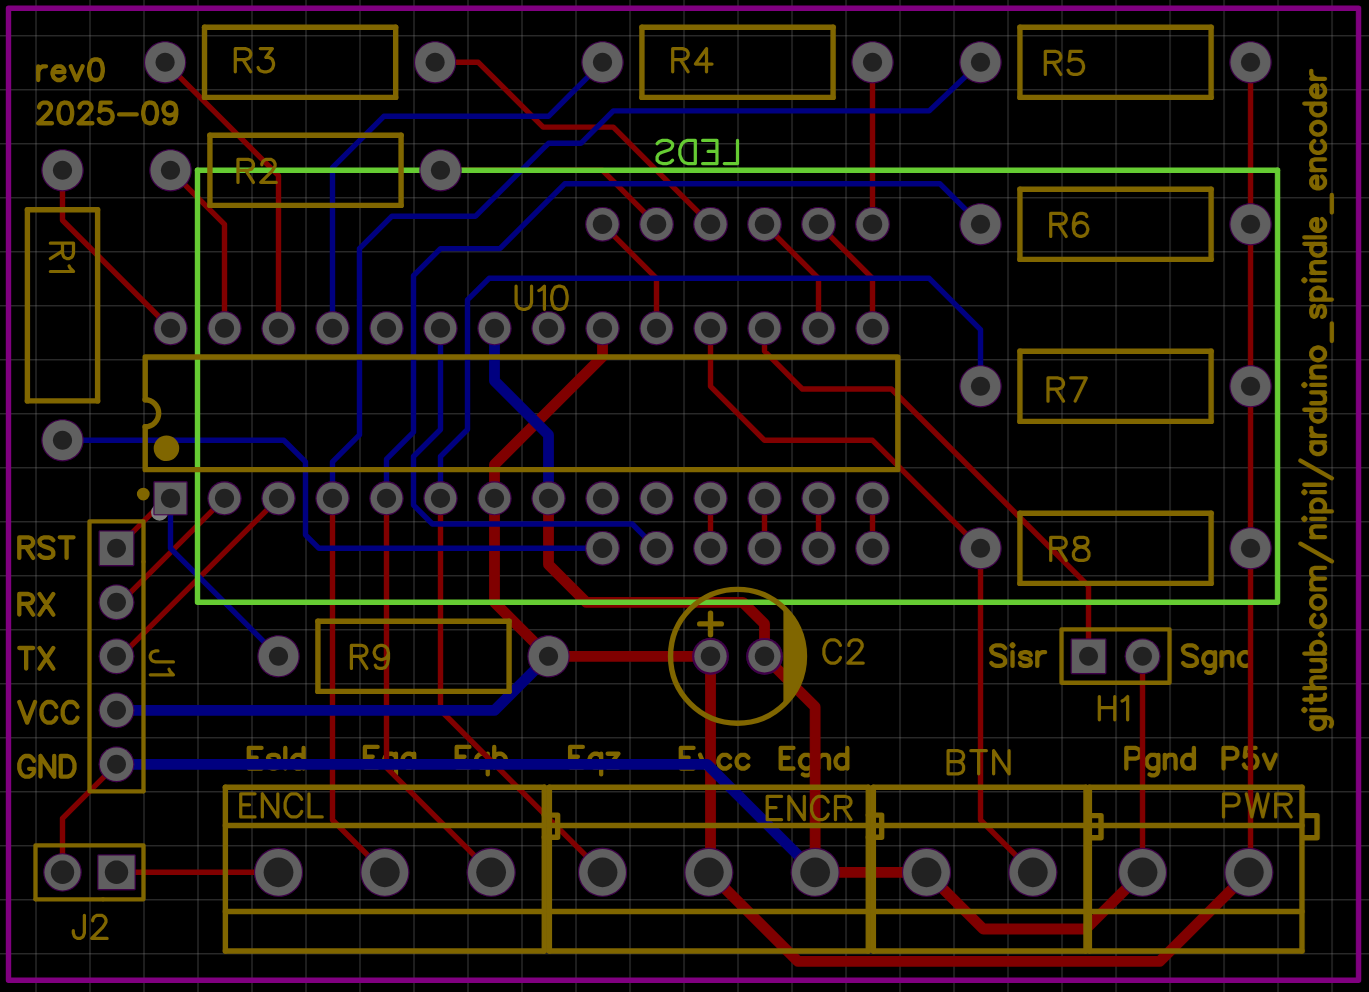 rev0
2025-09
R3
R4
R5
R2
LEDS
R1
R6
U10
R7
R8
RST
RX
TX
VCC
GND
J1
R9
+
C2
Sisr
Sgnd
H1
Esld
Eqa
Eqb
Eqz
Evcc
Egnd
BTN
Pgnd
P5v
ENCL
ENCR
PWR
J2
github.com/nipil/arduino_spindle_encoder